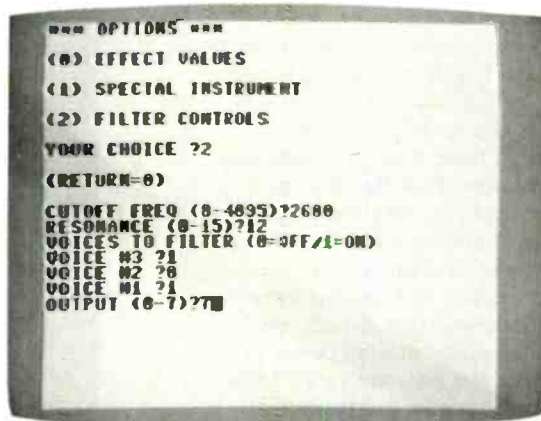 *** OPTIONS ***
(0) EFFECT VALUES
(1) SPECIAL INSTRUMENT
(2) FILTER CONTROLS
YOUR CHOICE ?2
(RETURN=0)
CUTOFF FREQ (0-4095)?2600
RESONANCE (0-15)?12
VOICES TO FILTER (0=OFF/1=ON)
VOICE #3 ?1
VOICE #2 ?0
VOICE #1 ?1
OUTPUT (0-7)?7